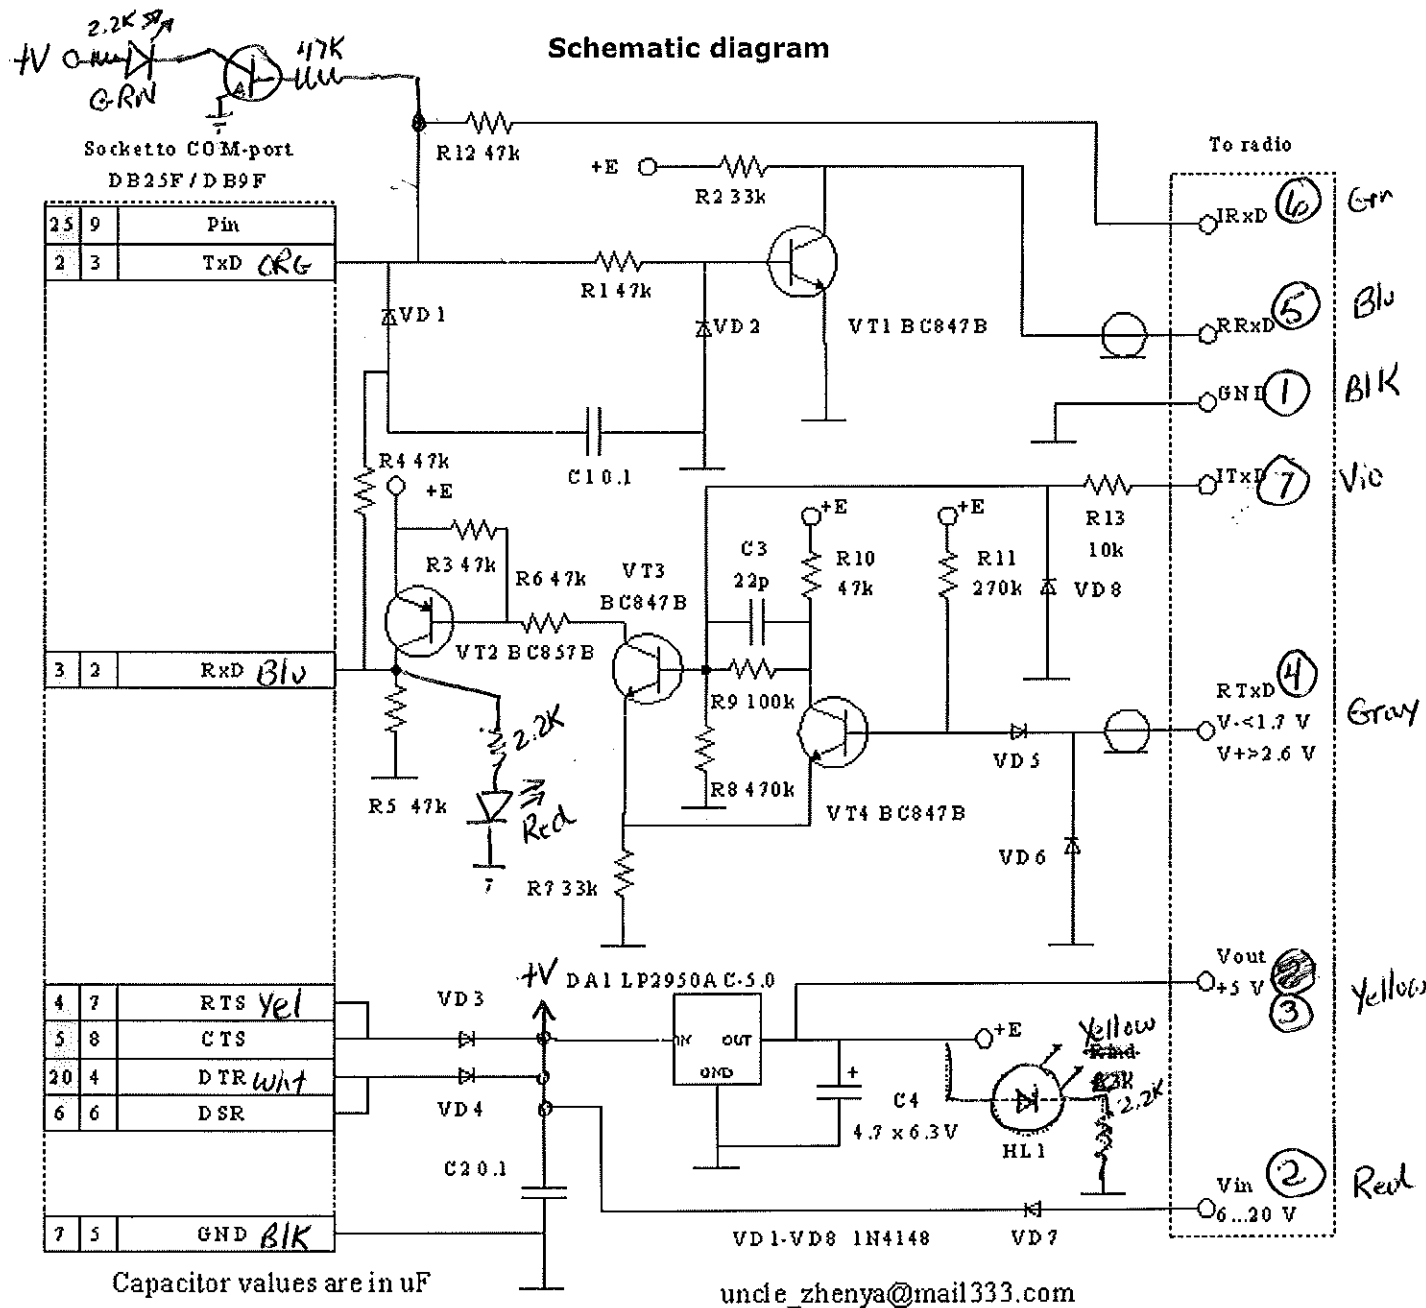 2.2K
+V
GRN
47K
Schematic diagram
Socketto COM-port
DB25F / DB9F
R12 47k
+E
R2 33k
To radio
25 9 Pin
2 3 TxD ORG
IRxD 6 Grn
R1 47k
VD1
VD2
VT1 BC847B
RRxD 5 Blu
GND 1 Blk
R4 47k
+E
C1 0.1
ITxD 7 Vio
R3 47k
R6 47k
VT3
BC847B
C3
22p
+E
R10
47k
+E
R11
270k
R13
10k
VD8
VT2 BC857B
3 2 RxD Blu
R9 100k
RTxD 4
V-<1.7 V
V+>2.6 V
Gray
2.2K
VD5
R5 47k
R8 470k
VT4 BC847B
Red
VD6
R7 33k
+V
DA1 LP2950AC-5.0
Vout
+5 V
3
Yellow
4 7 RTS Yel
5 8 CTS
20 4 DTR Wht
6 6 DSR
VD3
VD4
IN OUT
GND
+E
Yellow
Rind
2.2K
+
C4
4.7 x 6.3V
HL1
C2 0.1
Vin 2 Red
6...20 V
7 5 GND Blk
VD1-VD8 1N4148
VD7
Capacitor values are in uF
uncle_zhenya@mail333.com